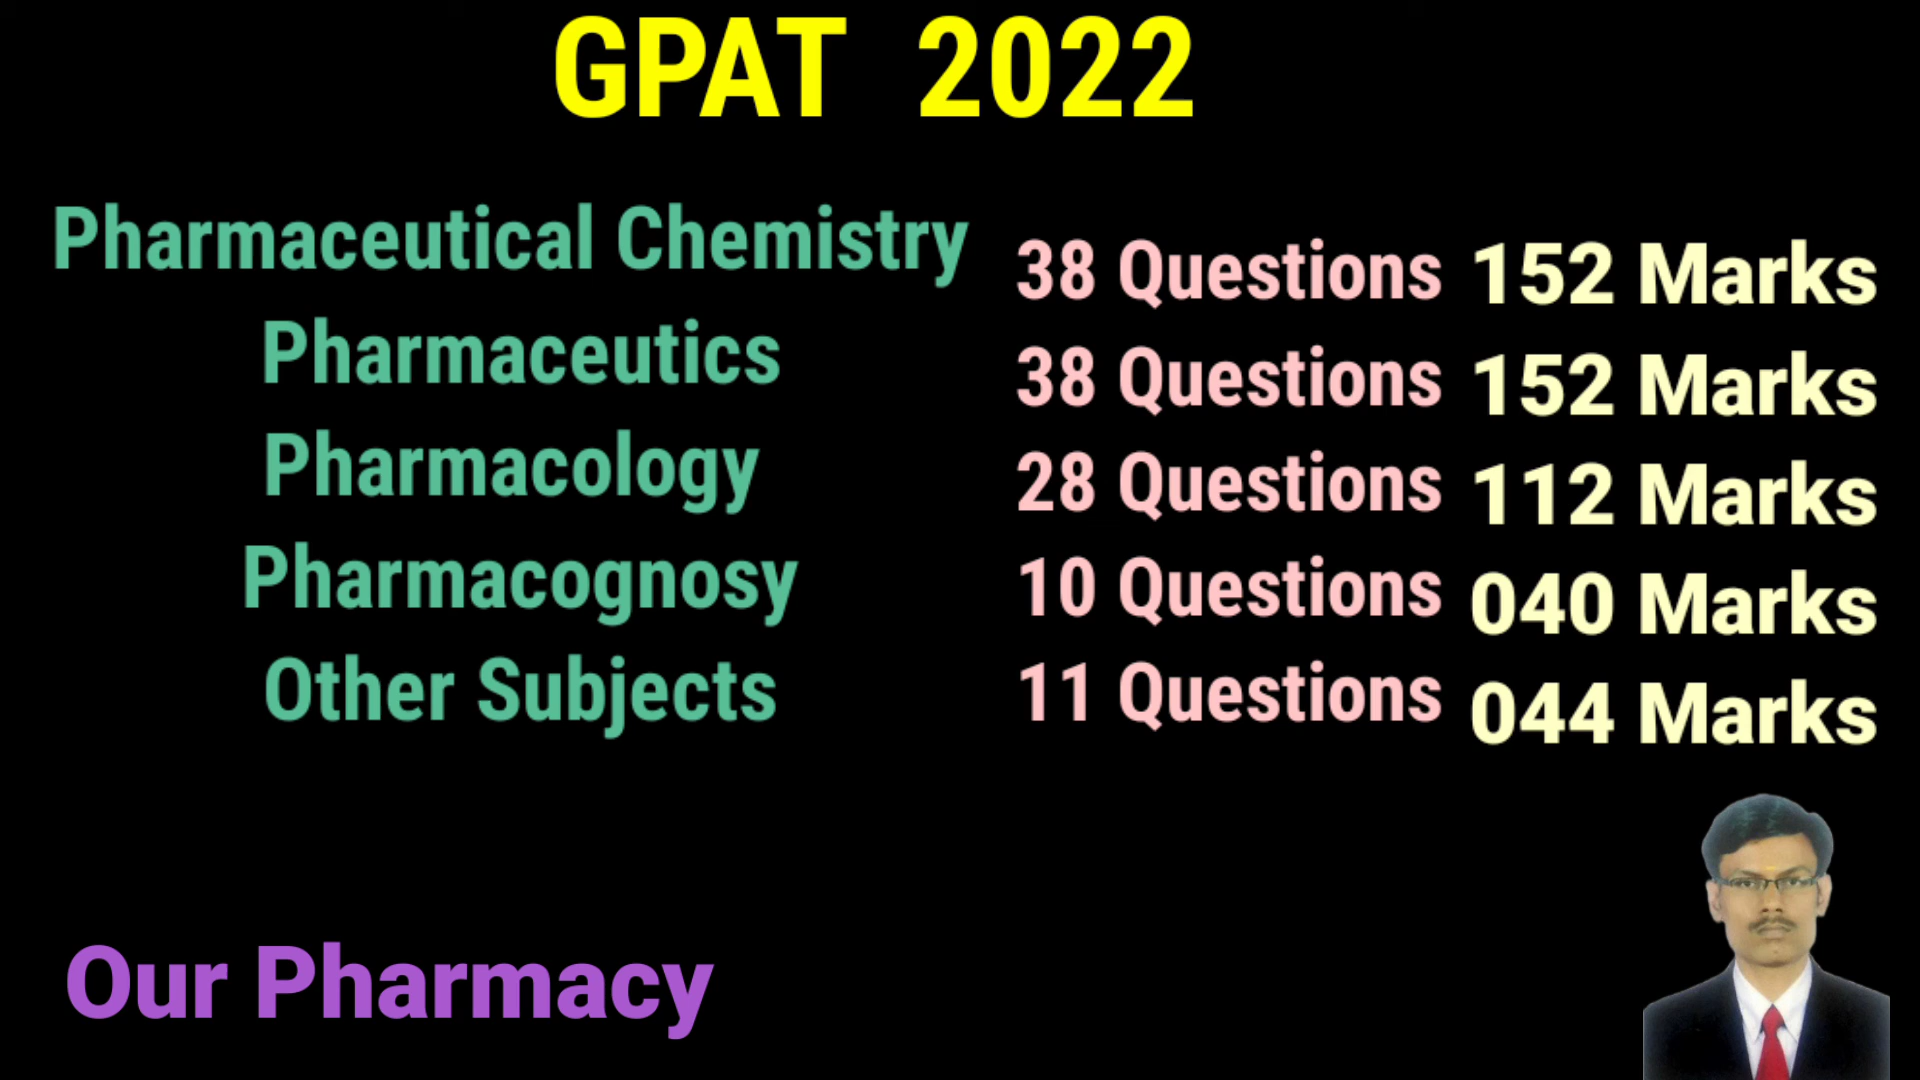 GPAT 2022
Pharmaceutical Chemistry 38 Questions 152 Marks
Pharmaceutics 38 Questions 152 Marks
Pharmacology 28 Questions 112 Marks
Pharmacognosy 10 Questions 040 Marks
Other Subjects 11 Questions 044 Marks
Our Pharmacy